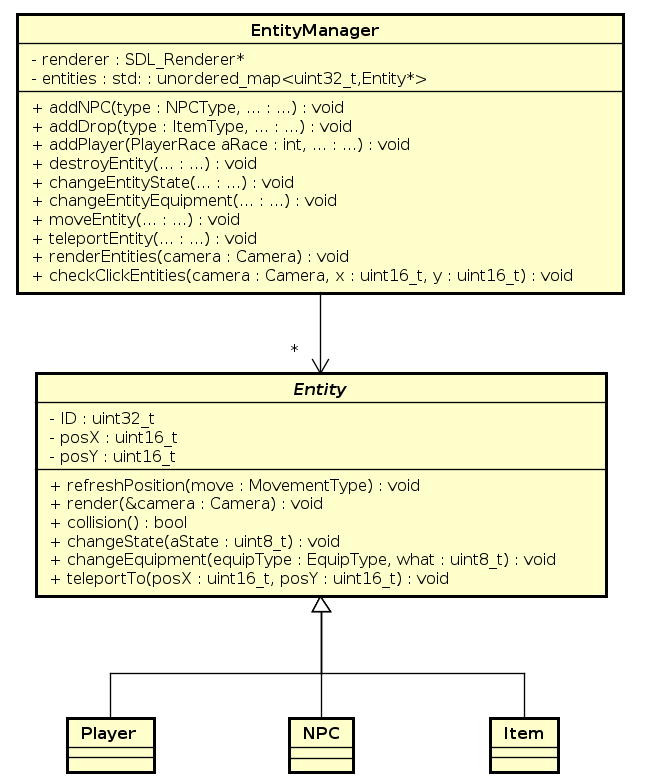 EntityManager
- renderer : SDL_Renderer*
- entities : std: : unordered_map<uint32_t,Entity*>
+ addNPC(type : NPCType, ... : ...) : void
+ addDrop(type : ItemType, ... : ...) : void
+ addPlayer(PlayerRace aRace : int, ... : ...) : void
+ destroyEntity(... : ...) : void
+ changeEntityState(... : ...) : void
+ changeEntityEquipment(... : ...) : void
+ moveEntity(... : ...) : void
+ teleportEntity(... : ...) : void
+ renderEntities(camera : Camera) : void
+ checkClickEntities(camera : Camera, x : uint16_t, y : uint16_t) : void
*
Entity
- ID : uint32_t
- posX : uint16_t
- posY : uint16_t
+ refreshPosition(move : MovementType) : void
+ render(&camera : Camera) : void
+ collision() : bool
+ changeState(aState : uint8_t) : void
+ changeEquipment(equipType : EquipType, what : uint8_t) : void
+ teleportTo(posX : uint16_t, posY : uint16_t) : void
Player
NPC
Item